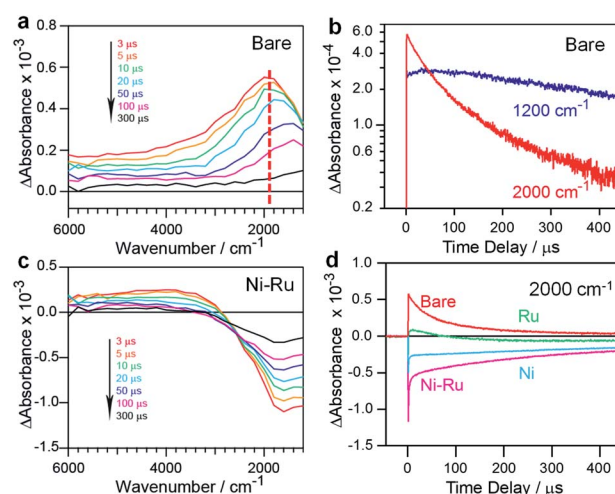 a
Bare
ΔAbsorbance x 10⁻³
0.8
0.6
0.4
0.2
0.0
3 µs
5 µs
10 µs
20 µs
50 µs
100 µs
300 µs
6000 4000 2000
Wavenumber / cm⁻¹
b
Bare
ΔAbsorbance x 10⁻⁴
6.0
4.0
2.0
1.0
0.8
0.6
0.4
0.2
1200 cm⁻¹
2000 cm⁻¹
0 100 200 300 400
Time Delay / µs
c
Ni-Ru
ΔAbsorbance x 10⁻³
0.5
0.0
-0.5
-1.0
-1.5
3 µs
5 µs
10 µs
20 µs
50 µs
100 µs
300 µs
6000 4000 2000
Wavenumber / cm⁻¹
d
2000 cm⁻¹
ΔAbsorbance x 10⁻³
1.0
0.5
0.0
-0.5
-1.0
-1.5
Bare
Ru
Ni
Ni-Ru
0 100 200 300 400
Time Delay / µs